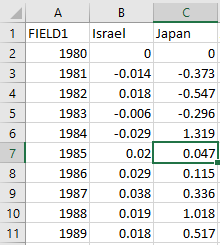 A B C
1 FIELD1 Israel Japan
2 1980 0 0
3 1981 -0.014 -0.373
4 1982 0.018 -0.547
5 1983 -0.006 -0.296
6 1984 -0.029 1.319
7 1985 0.02 0.047
8 1986 0.029 0.115
9 1987 0.038 0.336
10 1988 0.019 1.018
11 1989 0.018 0.517